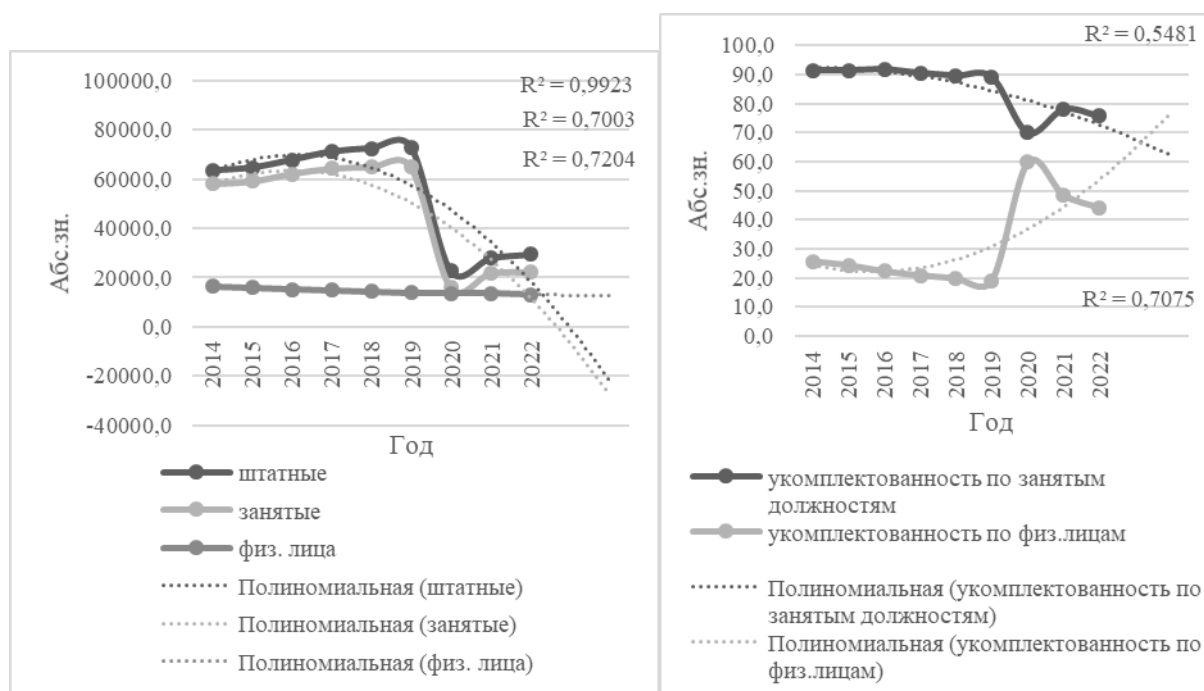 100000,0
80000,0
60000,0
40000,0
20000,0
0,0
-20000,0
-40000,0
Абс.зн.
R² = 0,9923
R² = 0,7003
R² = 0,7204
2014
2015
2016
2017
2018
2019
2020
2021
2022
Год
штатные
занятые
физ. лица
Полиномиальная (штатные)
Полиномиальная (занятые)
Полиномиальная (физ. лица)
R² = 0,5481
100,0
90,0
80,0
70,0
60,0
50,0
40,0
30,0
20,0
10,0
0,0
Абс.зн.
R² = 0,7075
2014
2015
2016
2017
2018
2019
2020
2021
2022
Год
укомплектованность по занятым
должностям
укомплектованность по физ.лицам
Полиномиальная (укомплектованность по
занятым должностям)
Полиномиальная (укомплектованность по
физ.лицам)